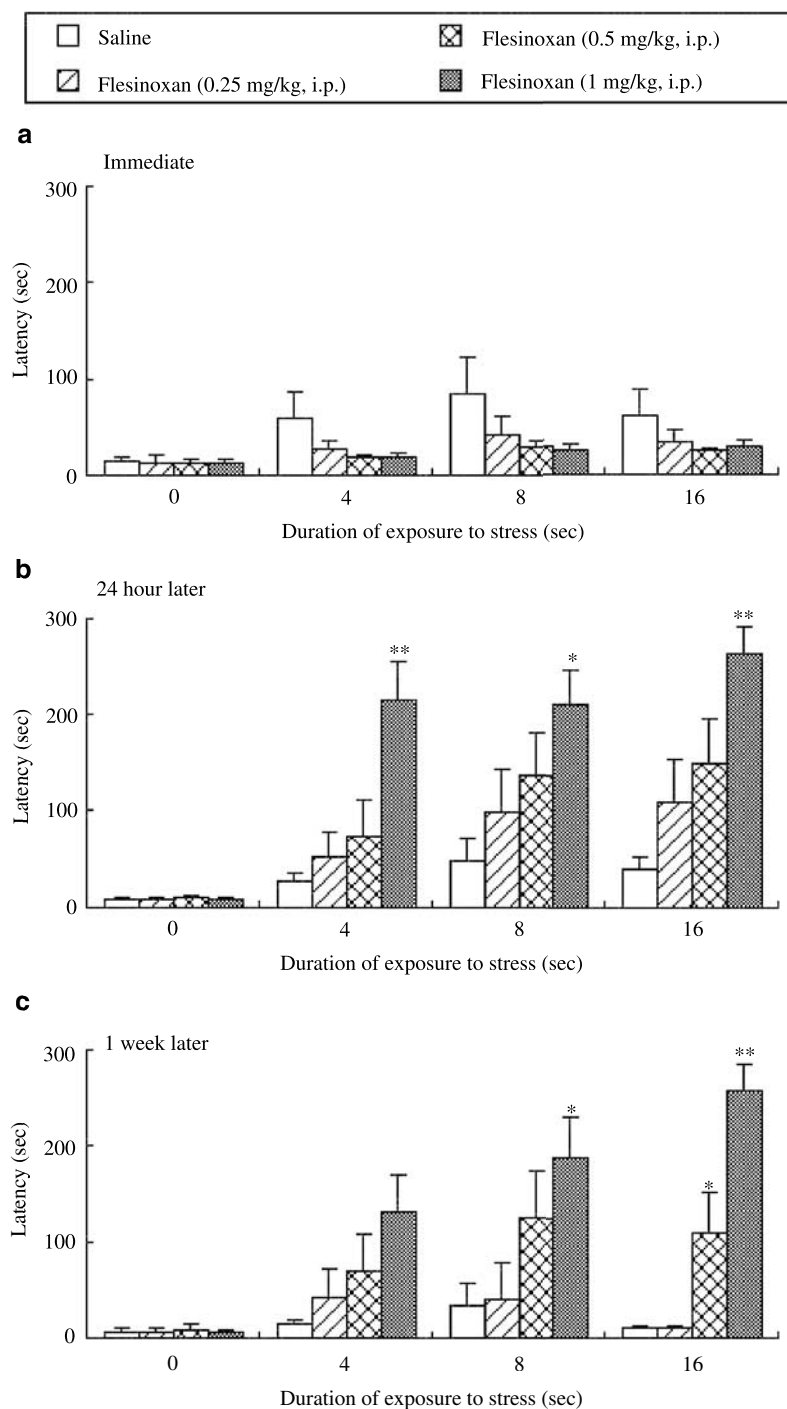 Saline
Flesinoxan (0.5 mg/kg, i.p.)
Flesinoxan (0.25 mg/kg, i.p.)
Flesinoxan (1 mg/kg, i.p.)
a
Immediate
300
200
100
0
Latency (sec)
0 4 8 16
Duration of exposure to stress (sec)
b
24 hour later
300
200
100
0
Latency (sec)
** * **
0 4 8 16
Duration of exposure to stress (sec)
c
1 week later
300
200
100
0
Latency (sec)
* * **
0 4 8 16
Duration of exposure to stress (sec)